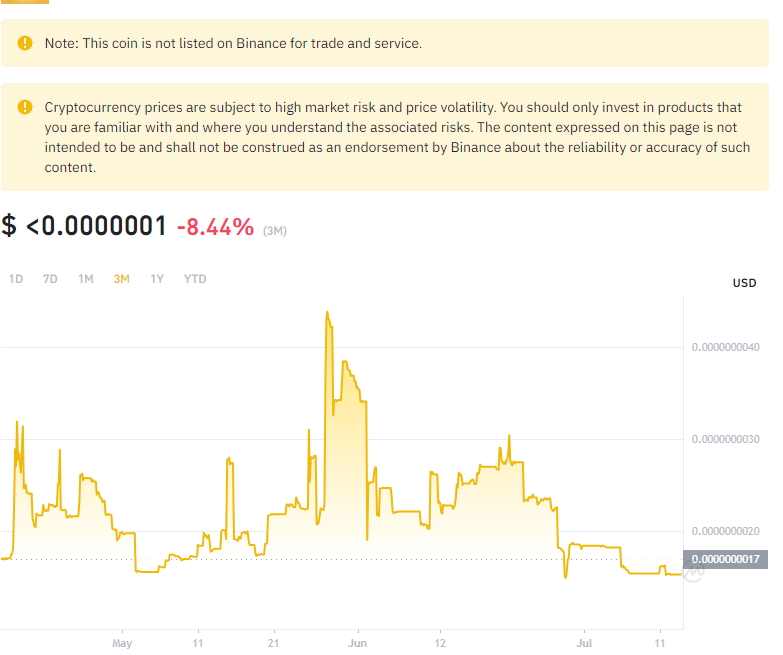 Note: This coin is not listed on Binance for trade and service.
Cryptocurrency prices are subject to high market risk and price volatility. You should only invest in products that
you are familiar with and where you understand the associated risks. The content expressed on this page is not
intended to be and shall not be construed as an endorsement by Binance about the reliability or accuracy of such
content.
$ <0.0000001 -8.44% (3M)
1D 7D 1M 3M 1Y YTD
USD
0.0000000040
0.0000000030
0.0000000020
0.0000000017
May 11 21 Jun 12 Jul 11